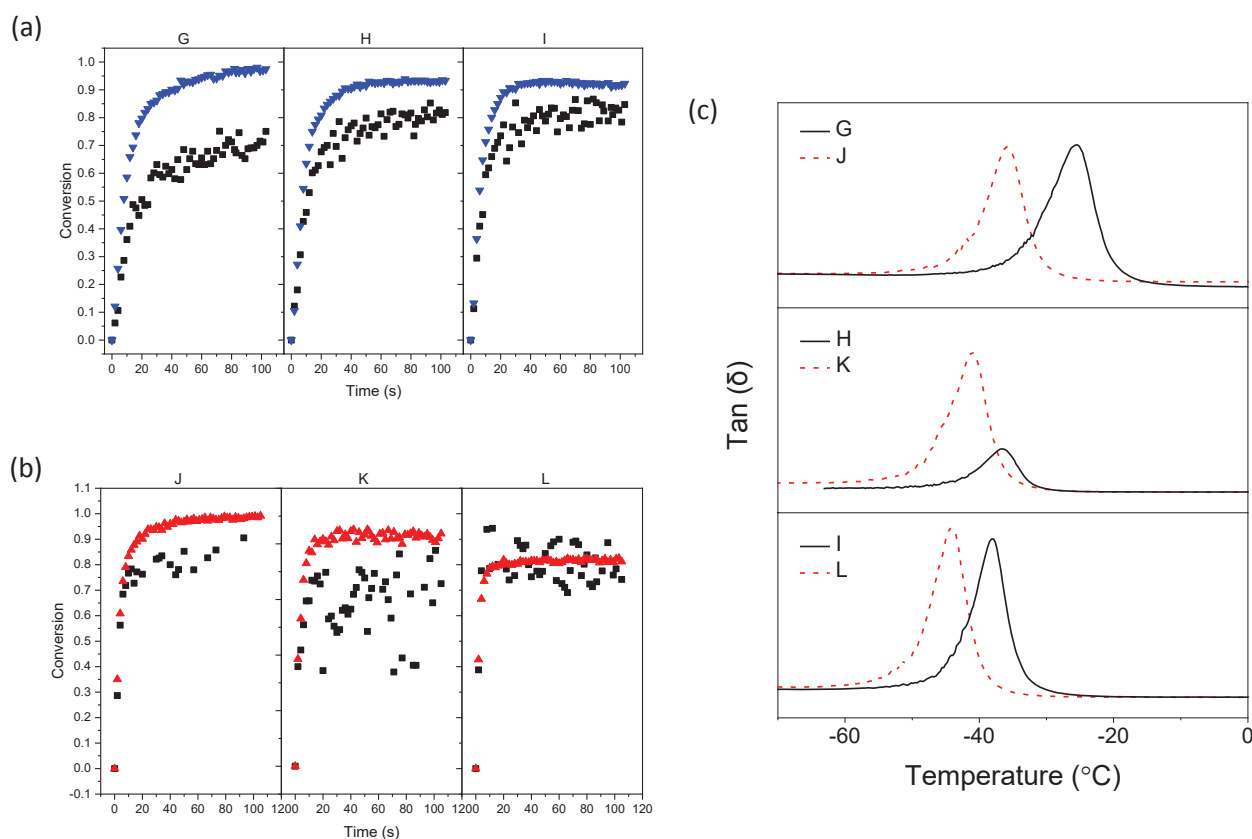 (a)
G H I
1.0
0.9
0.8
0.7
0.6
0.5
0.4
0.3
0.2
0.1
0.0
Conversion
0 20 40 60 80 100 0 20 40 60 80 100 0 20 40 60 80 100
Time (s)
(b)
J K L
1.1
1.0
0.9
0.8
0.7
0.6
0.5
0.4
0.3
0.2
0.1
0.0
-0.1
Conversion
0 20 40 60 80 100 120 0 20 40 60 80 100 120 0 20 40 60 80 100 120
Time (s)
(c)
G
J
H
K
I
L
Tan (δ)
-60 -40 -20 0
Temperature (°C)